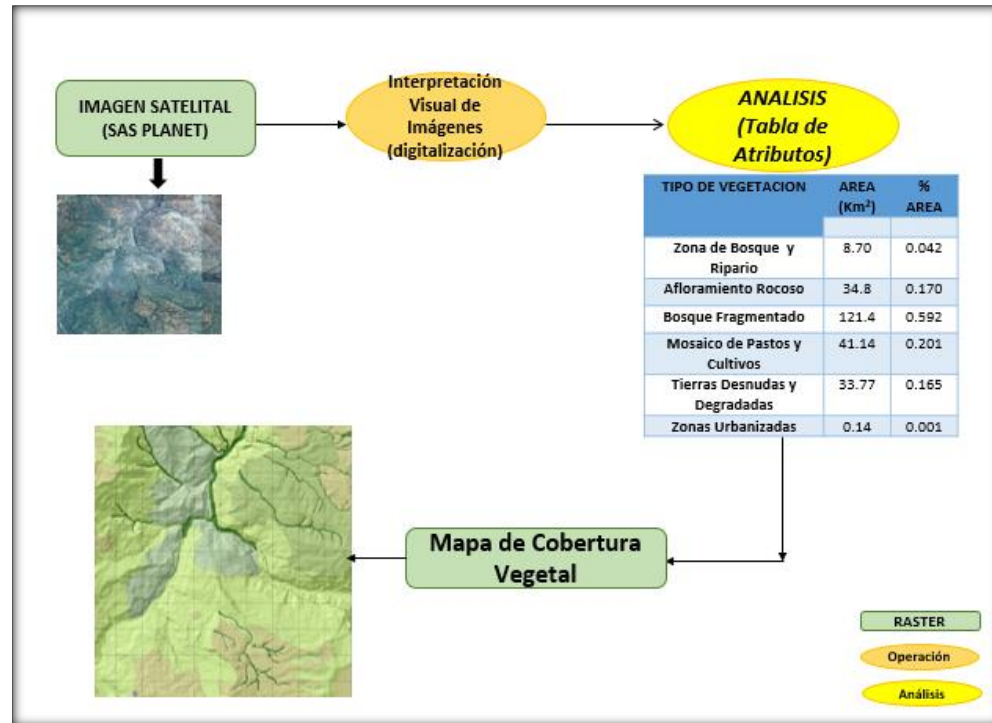 IMAGEN SATELITAL
(SAS PLANET)
Interpretación
Visual de
Imágenes
(digitalización)
ANALISIS
(Tabla de
Atributos)
TIPO DE VEGETACION AREA (Km²) % AREA
Zona de Bosque y Ripario 8.70 0.042
Afloramiento Rocoso 34.8 0.170
Bosque Fragmentado 121.4 0.592
Mosaico de Pastos y Cultivos 41.14 0.201
Tierras Desnudas y Degradadas 33.77 0.165
Zonas Urbanizadas 0.14 0.001
Mapa de Cobertura
Vegetal
RASTER
Operación
Análisis